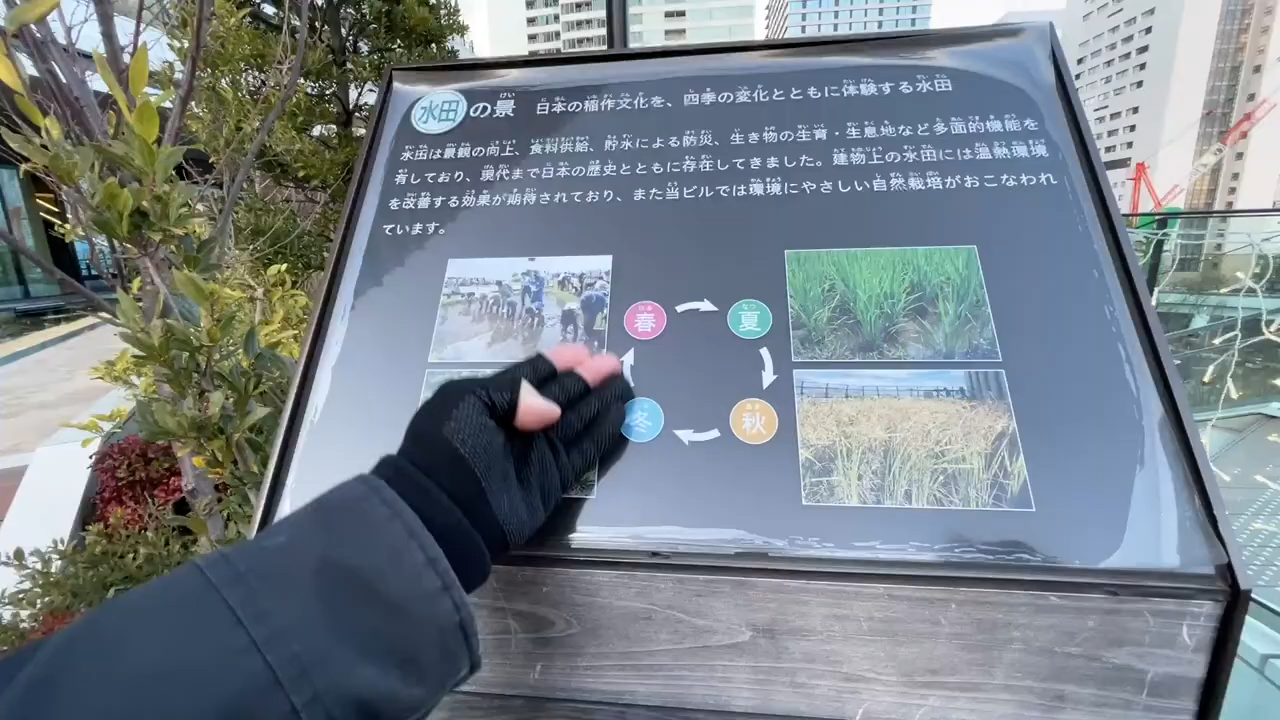 水田の景 日本の稲作文化を、四季の変化とともに体験する水田
水田は景観の向上、食料供給、貯水による防災、生き物の生育・生息地など多面的機能を
有しており、現代まで日本の歴史とともに存在してきました。建物上の水田には温熱環境
を改善する効果が期待されており、また当ビルでは環境にやさしい自然栽培がおこなわれ
ています。
春
夏
冬
秋